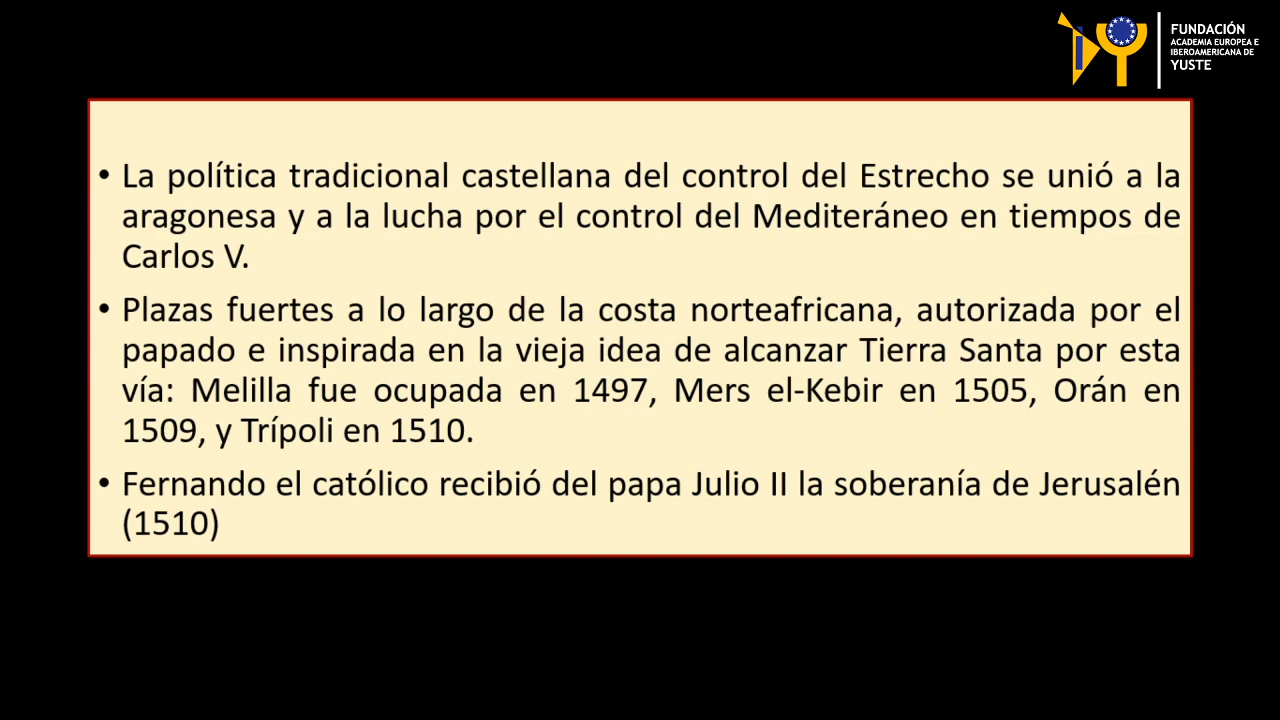 FUNDACIÓN
ACADEMIA EUROPEA E
IBEROAMERICANA DE
YUSTE
• La política tradicional castellana del control del Estrecho se unió a la
aragonesa y a la lucha por el control del Mediteráneo en tiempos de
Carlos V.
• Plazas fuertes a lo largo de la costa norteafricana, autorizada por el
papado e inspirada en la vieja idea de alcanzar Tierra Santa por esta
vía: Melilla fue ocupada en 1497, Mers el-Kebir en 1505, Orán en
1509, y Trípoli en 1510.
• Fernando el católico recibió del papa Julio II la soberanía de Jerusalén
(1510)